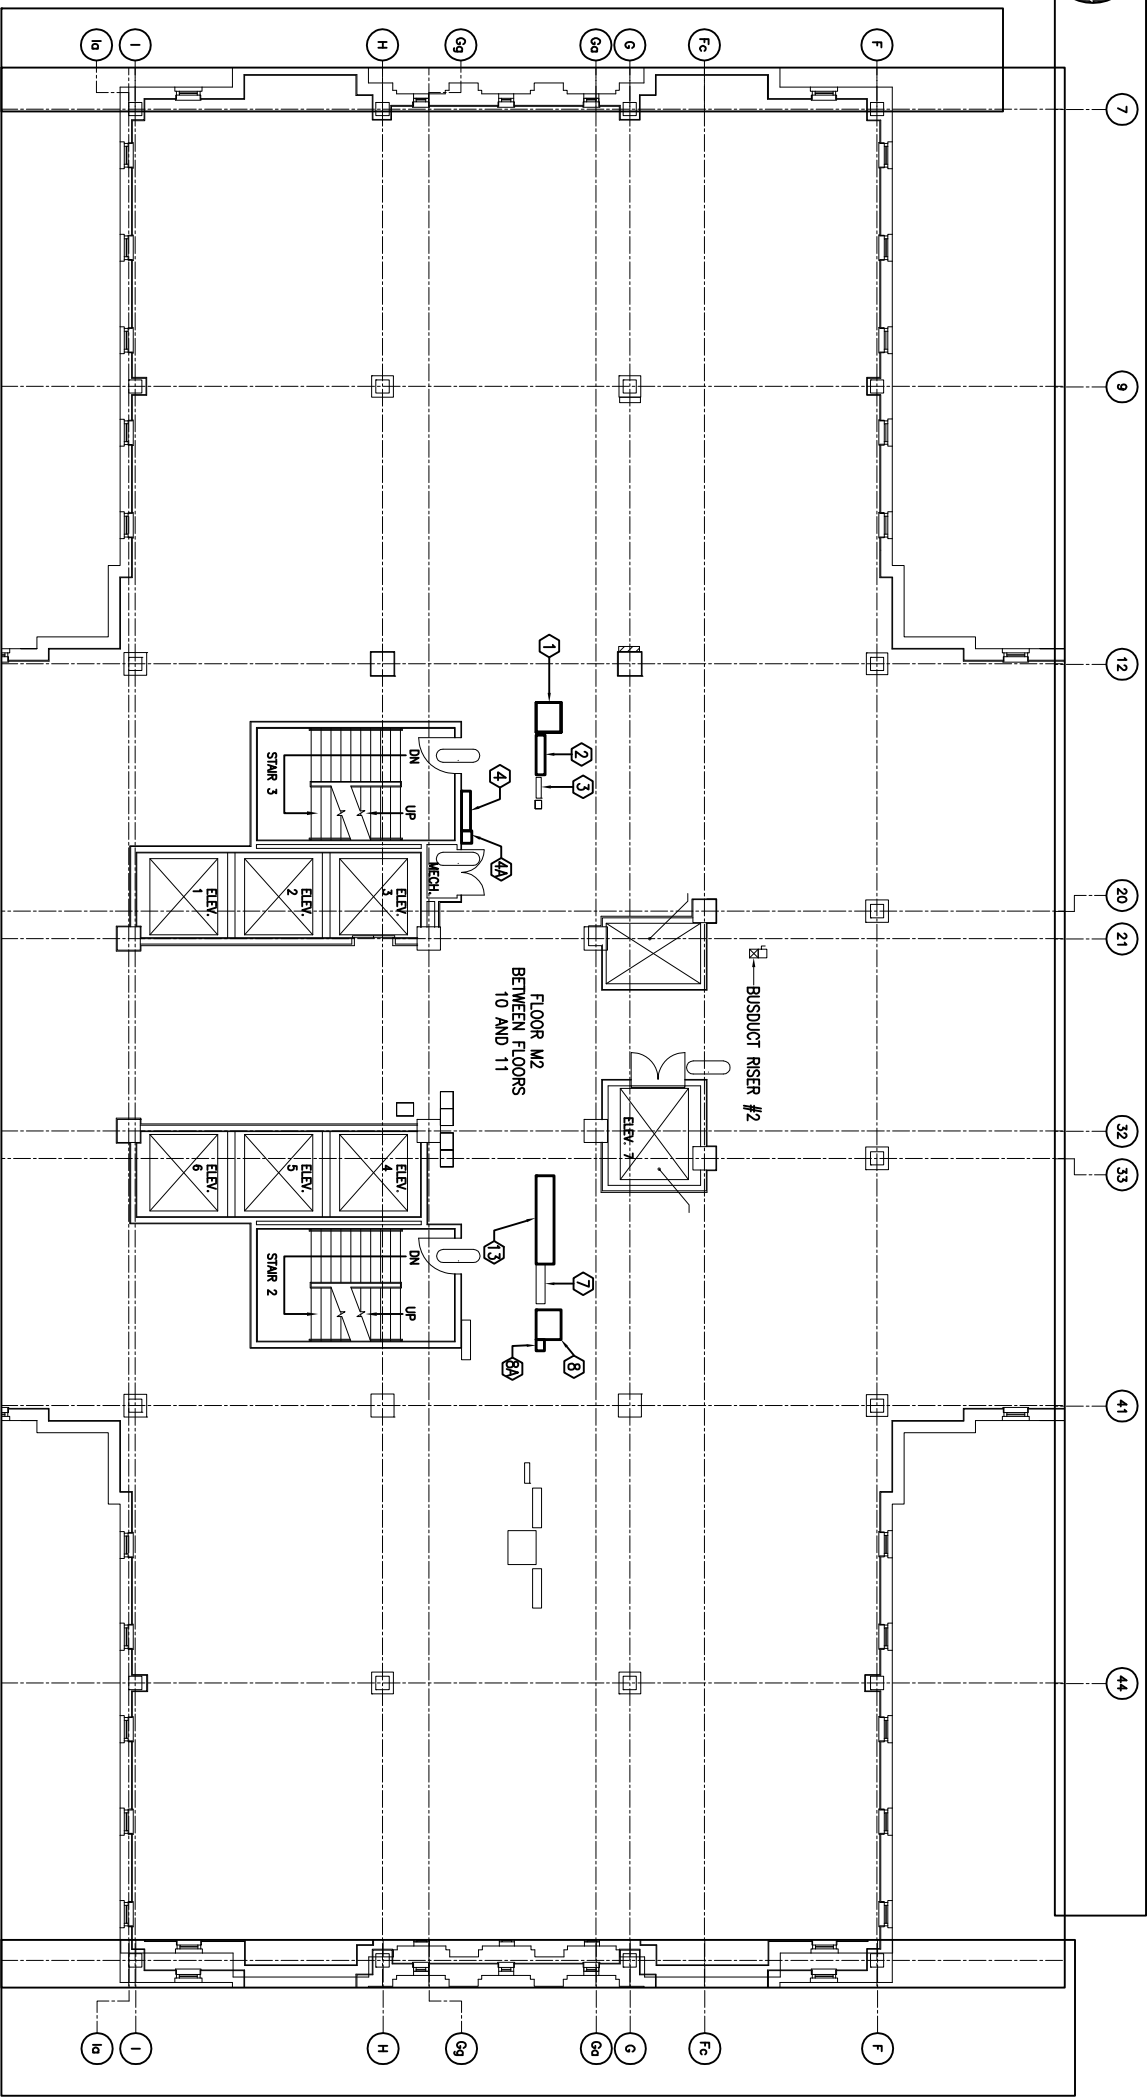 7
9
12
20
21
32
33
41
44
F
Fc
G
Ga
Gg
H
I
Ia
F
Fc
G
Ga
Gg
H
I
Ia
BUSDUCT RISER #2
ELEV. 7
1
2
3
4
4A
13
7
8
8A
FLOOR M2
BETWEEN FLOORS
10 AND 11
DN
UP
STAIR 3
MECH.
ELEV.
3
ELEV.
2
ELEV.
1
ELEV.
4
ELEV.
5
ELEV.
6
DN
UP
STAIR 2